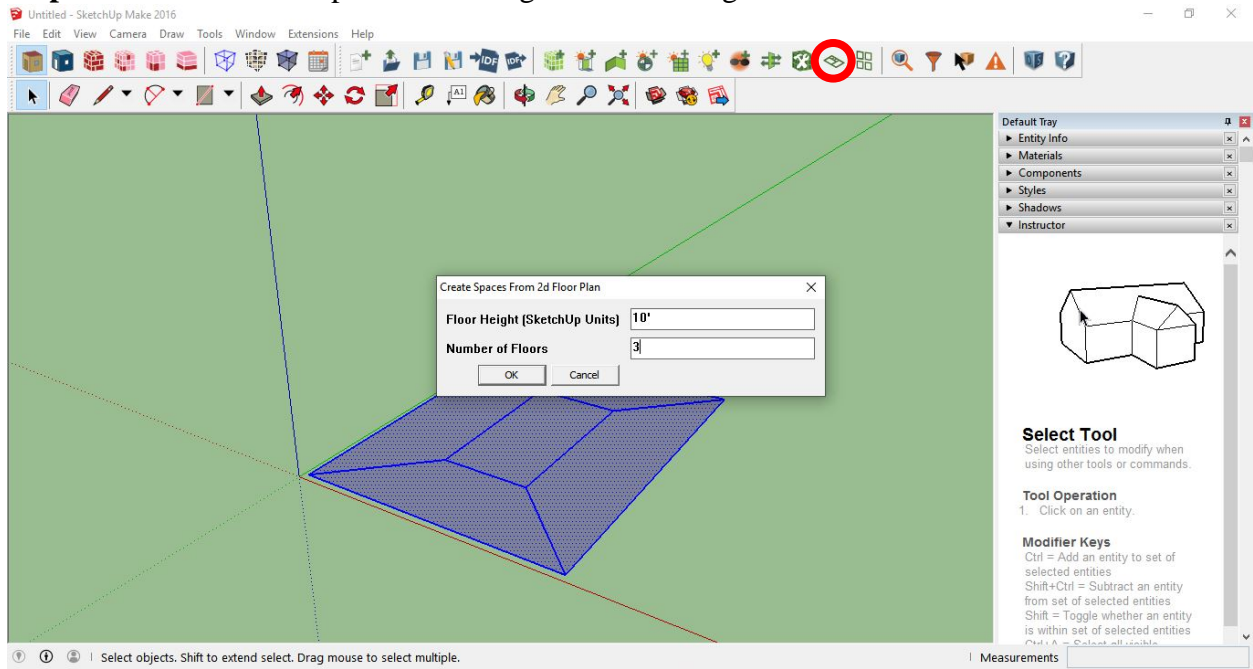 Untitled - SketchUp Make 2016
File Edit View Camera Draw Tools Window Extensions Help
IDF IDF
A1
Default Tray
Entity Info
Materials
Components
Styles
Shadows
Instructor
Create Spaces From 2d Floor Plan
Floor Height (SketchUp Units) 10'
Number of Floors 3
OK Cancel
Select Tool
Select entities to modify when
using other tools or commands.
Tool Operation
1. Click on an entity.
Modifier Keys
Ctrl = Add an entity to set of
selected entities
Shift+Ctrl = Subtract an entity
from set of selected entities
Shift = Toggle whether an entity
is within set of selected entities
Select objects. Shift to extend select. Drag mouse to select multiple.
Measurements